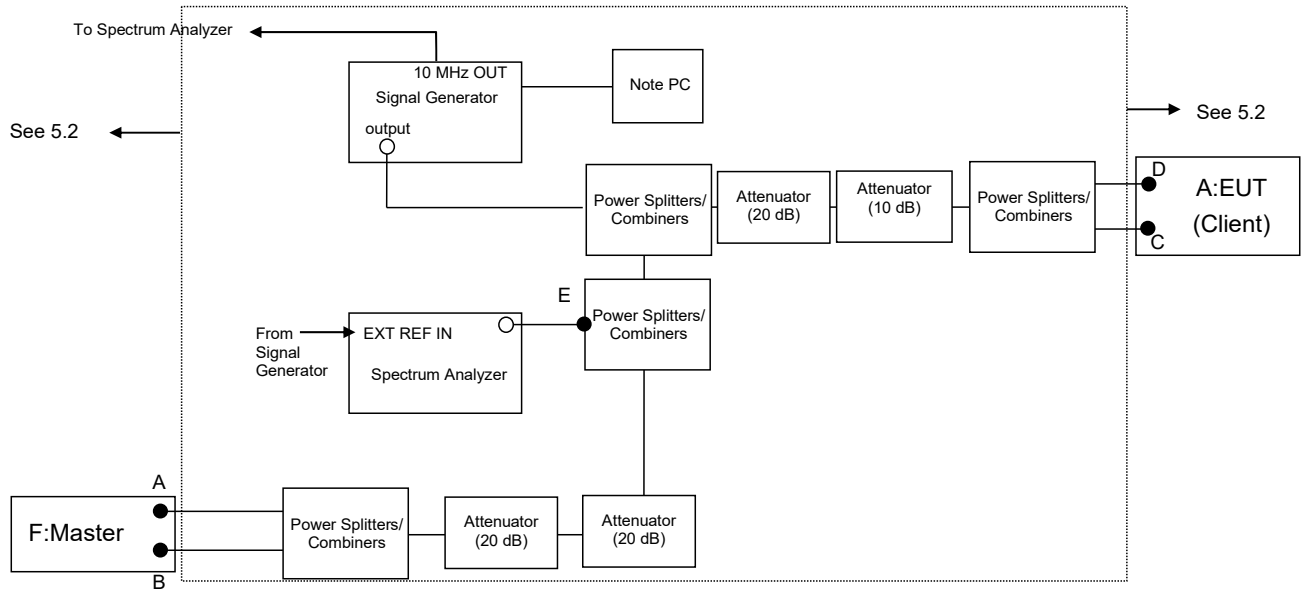 To Spectrum Analyzer
10 MHz OUT
Signal Generator
output
Note PC
See 5.2
See 5.2
Power Splitters/
Combiners
Attenuator
(20 dB)
Attenuator
(10 dB)
Power Splitters/
Combiners
D
C
A:EUT
(Client)
E
Power Splitters/
Combiners
From
Signal
Generator
EXT REF IN
Spectrum Analyzer
A
F:Master
B
Power Splitters/
Combiners
Attenuator
(20 dB)
Attenuator
(20 dB)